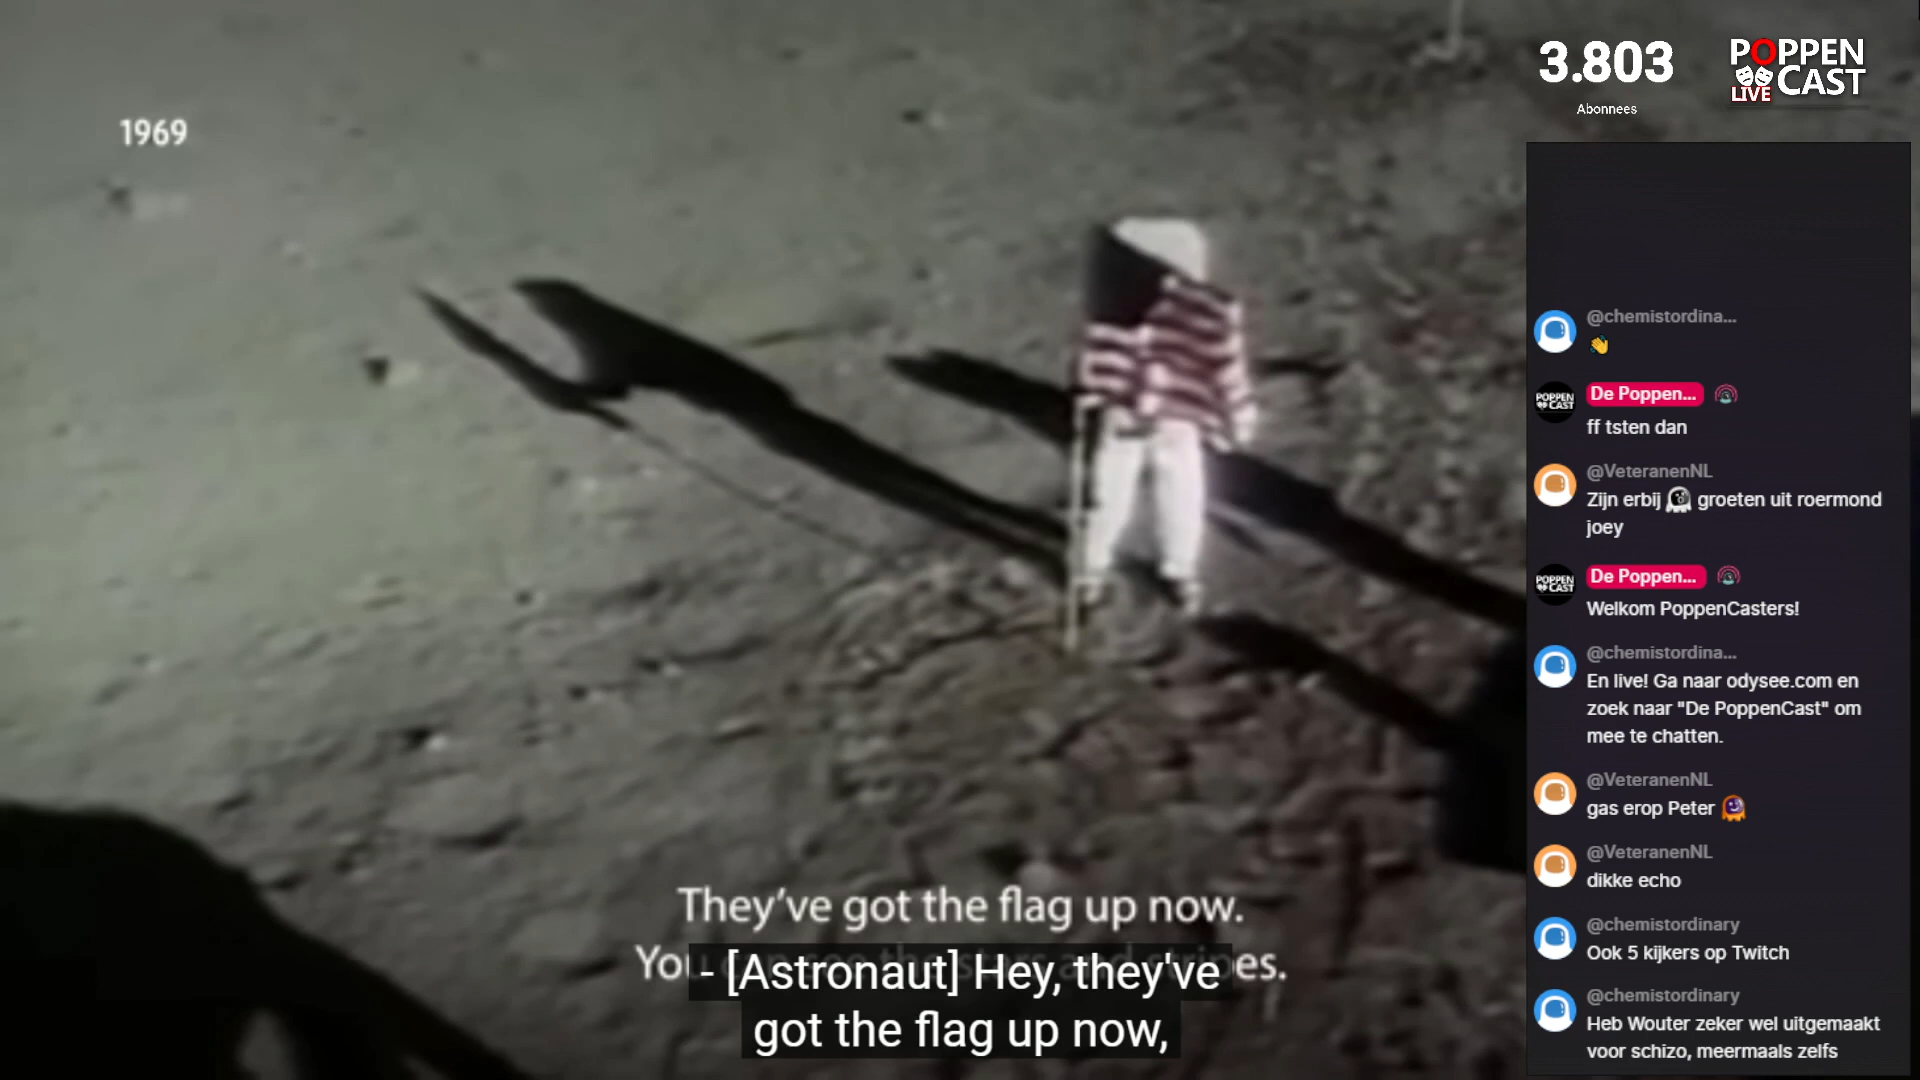 1969
3.803
Abonnees
POPPEN
LIVE CAST
@chemistordina...
De Poppen...
ff tsten dan
@VeteranenNL
Zijn erbij groeten uit roermond
joey
De Poppen...
Welkom PoppenCasters!
@chemistordina...
En live! Ga naar odysee.com en
zoek naar "De PoppenCast" om
mee te chatten.
@VeteranenNL
gas erop Peter
@VeteranenNL
dikke echo
@chemistordinary
Ook 5 kijkers op Twitch
@chemistordinary
Heb Wouter zeker wel uitgemaakt
voor schizo, meermaals zelfs
They've got the flag up now.
- [Astronaut] Hey, they've
got the flag up now,
POPPEN
CAST
POPPEN
CAST